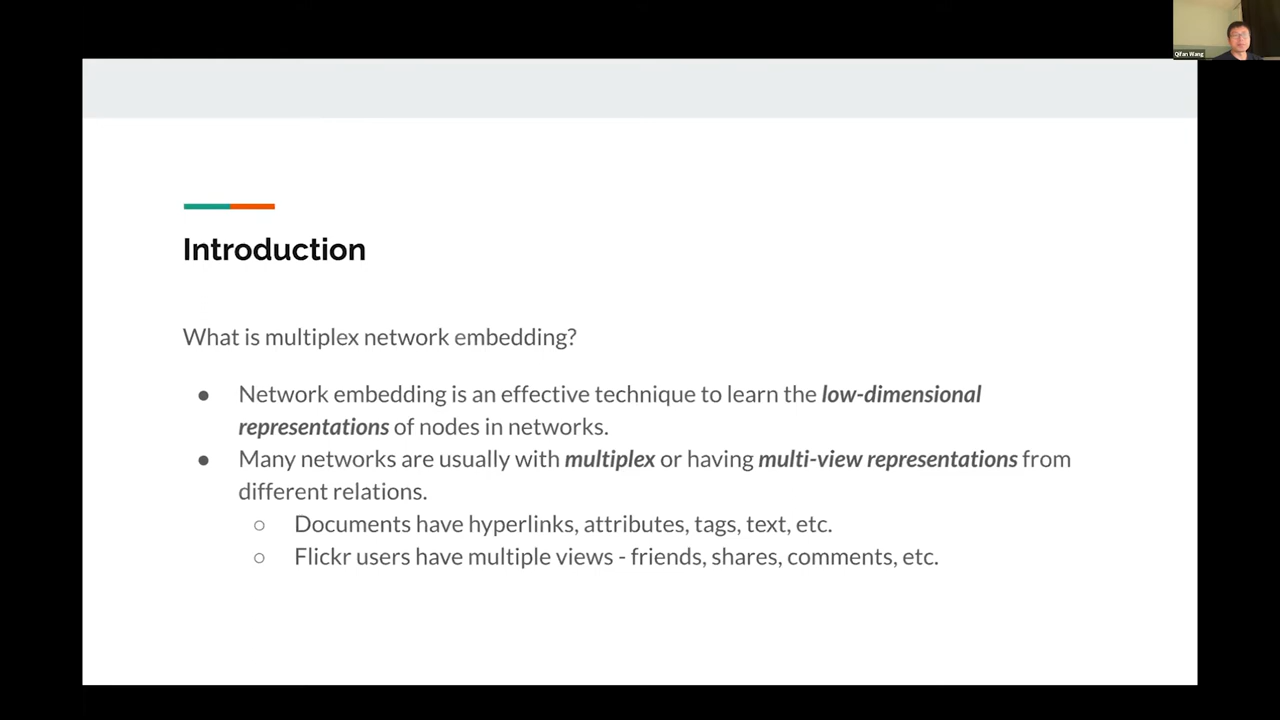 Qifan Wang
Introduction
What is multiplex network embedding?
● Network embedding is an effective technique to learn the low-dimensional
representations of nodes in networks.
● Many networks are usually with multiplex or having multi-view representations from
different relations.
○ Documents have hyperlinks, attributes, tags, text, etc.
○ Flickr users have multiple views - friends, shares, comments, etc.